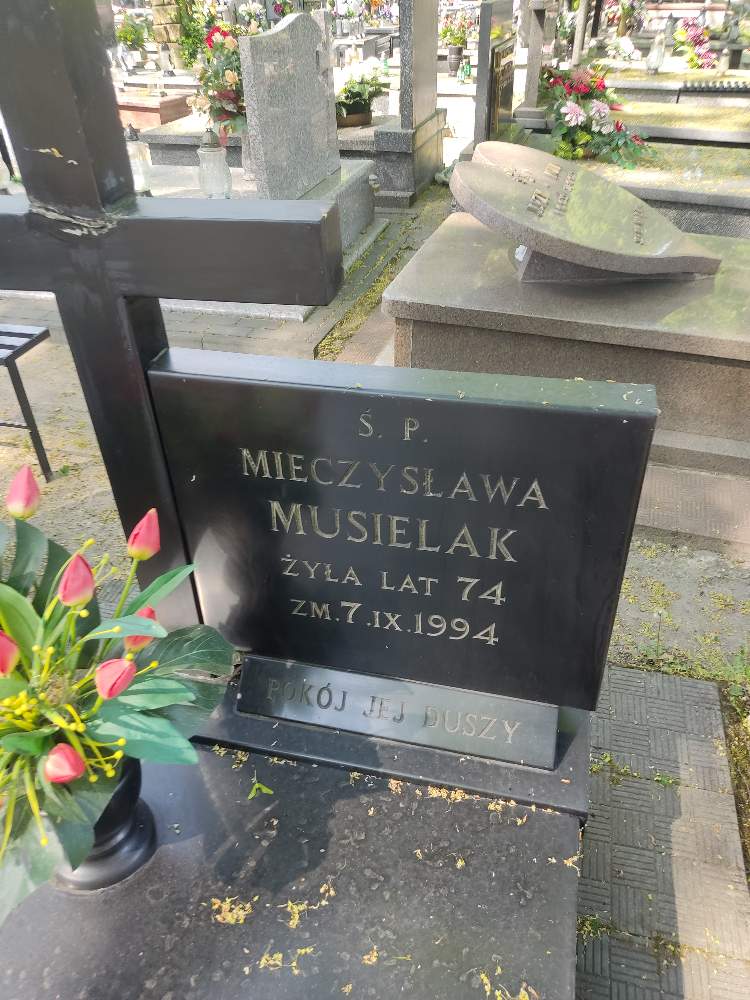 Ś. P.
MIECZYSŁAWA
MUSIELAK
ŻYŁA LAT 74
ZM. 7. IX. 1994
POKÓJ JEJ DUSZY